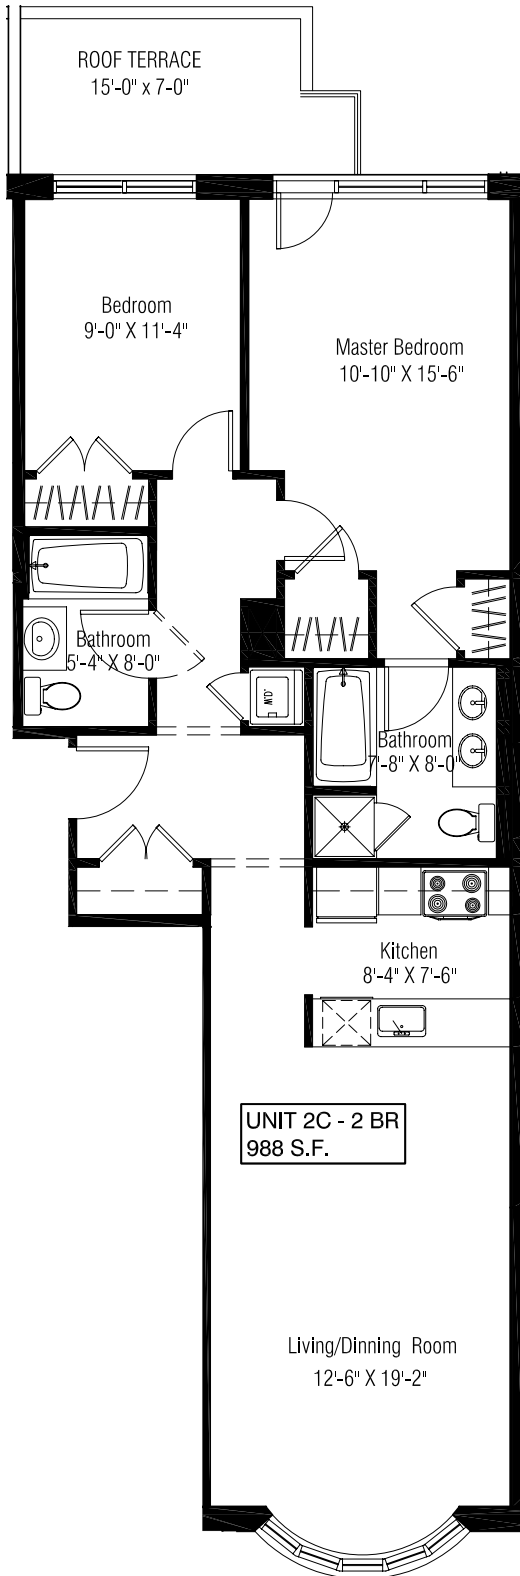 ROOF TERRACE
15'-0" x 7-0"
Bedroom
9'-0" X 11'-4"
Master Bedroom
10'-10" X 15'-6"
Bathroom
5'-4" X 8'-0"
D.W.
Bathroom
7'-8" X 8'-0"
Kitchen
8'-4" X 7'-6"
UNIT 2C - 2 BR
988 S.F.
Living/Dinning Room
12'-6" X 19'-2"